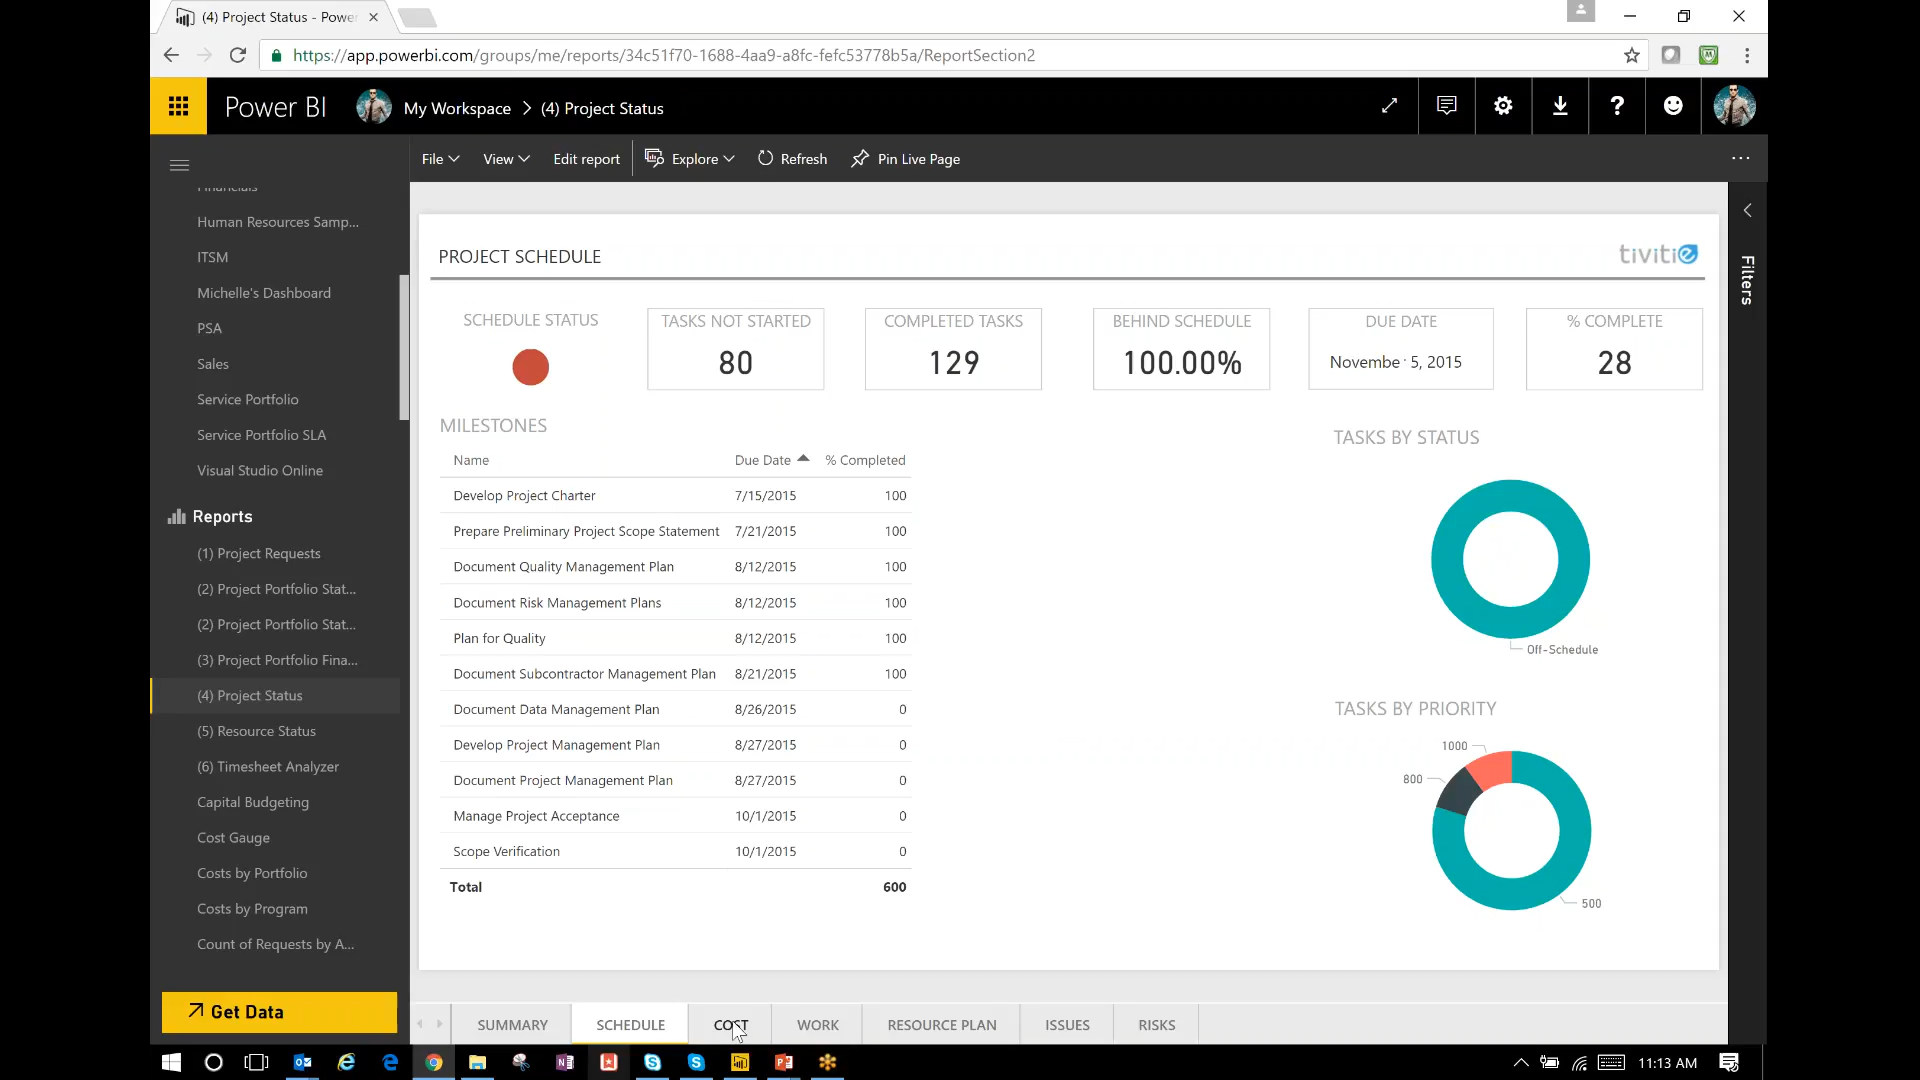 (4) Project Status - Power
https://app.powerbi.com/groups/me/reports/34c51f70-1688-4aa9-a8fc-fefc53778b5a/ReportSection2
Power BI
My Workspace > (4) Project Status
File
View
Edit report
Explore
Refresh
Pin Live Page
Financials
Human Resources Samp...
ITSM
Michelle's Dashboard
PSA
Sales
Service Portfolio
Service Portfolio SLA
Visual Studio Online
Reports
(1) Project Requests
(2) Project Portfolio Stat...
(2) Project Portfolio Stat...
(3) Project Portfolio Fina...
(4) Project Status
(5) Resource Status
(6) Timesheet Analyzer
Capital Budgeting
Cost Gauge
Costs by Portfolio
Costs by Program
Count of Requests by A...
Get Data
PROJECT SCHEDULE
tivitie
SCHEDULE STATUS
TASKS NOT STARTED
80
COMPLETED TASKS
129
BEHIND SCHEDULE
100.00%
DUE DATE
November 5, 2015
% COMPLETE
28
MILESTONES
Name Due Date % Completed
Develop Project Charter 7/15/2015 100
Prepare Preliminary Project Scope Statement 7/21/2015 100
Document Quality Management Plan 8/12/2015 100
Document Risk Management Plans 8/12/2015 100
Plan for Quality 8/12/2015 100
Document Subcontractor Management Plan 8/21/2015 100
Document Data Management Plan 8/26/2015 0
Develop Project Management Plan 8/27/2015 0
Document Project Management Plan 8/27/2015 0
Manage Project Acceptance 10/1/2015 0
Scope Verification 10/1/2015 0
Total 600
TASKS BY STATUS
Off-Schedule
TASKS BY PRIORITY
1000
800
500
Filters
SUMMARY
SCHEDULE
COST
WORK
RESOURCE PLAN
ISSUES
RISKS
11:13 AM